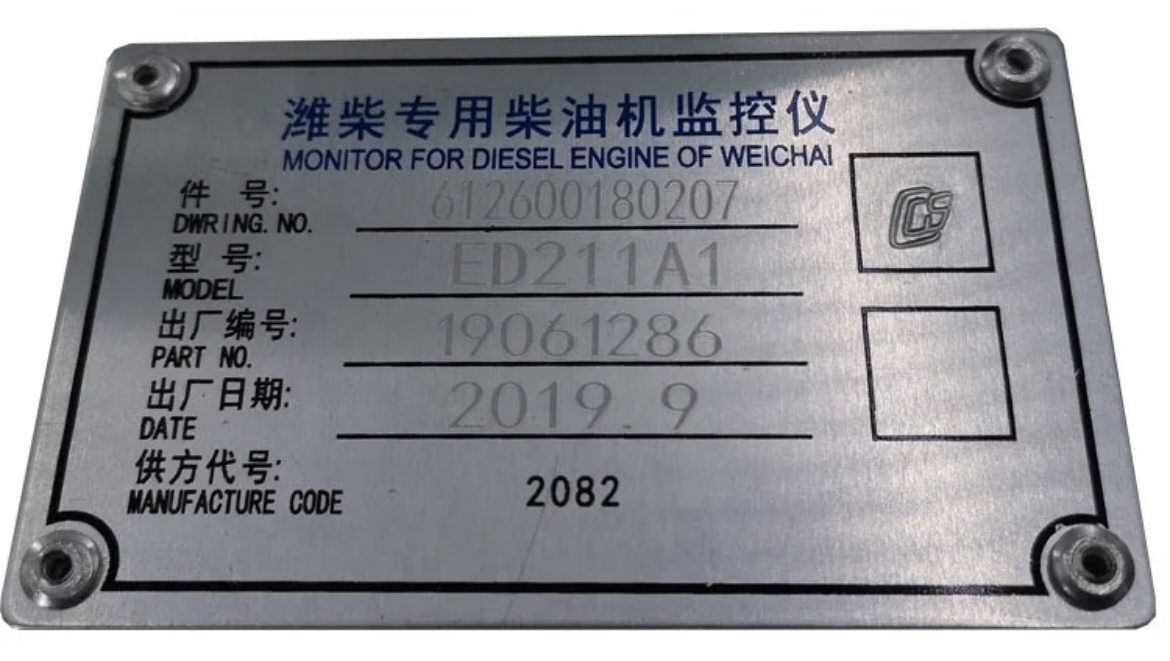 潍柴专用柴油机监控仪
MONITOR FOR DIESEL ENGINE OF WEICHAI
件 号: 612600180207
DWRING. NO.
CCS
型 号: ED211A1
MODEL
出厂编号: 19061286
PART NO.
出厂日期: 2019.9
DATE
供方代号: 2082
MANUFACTURE CODE